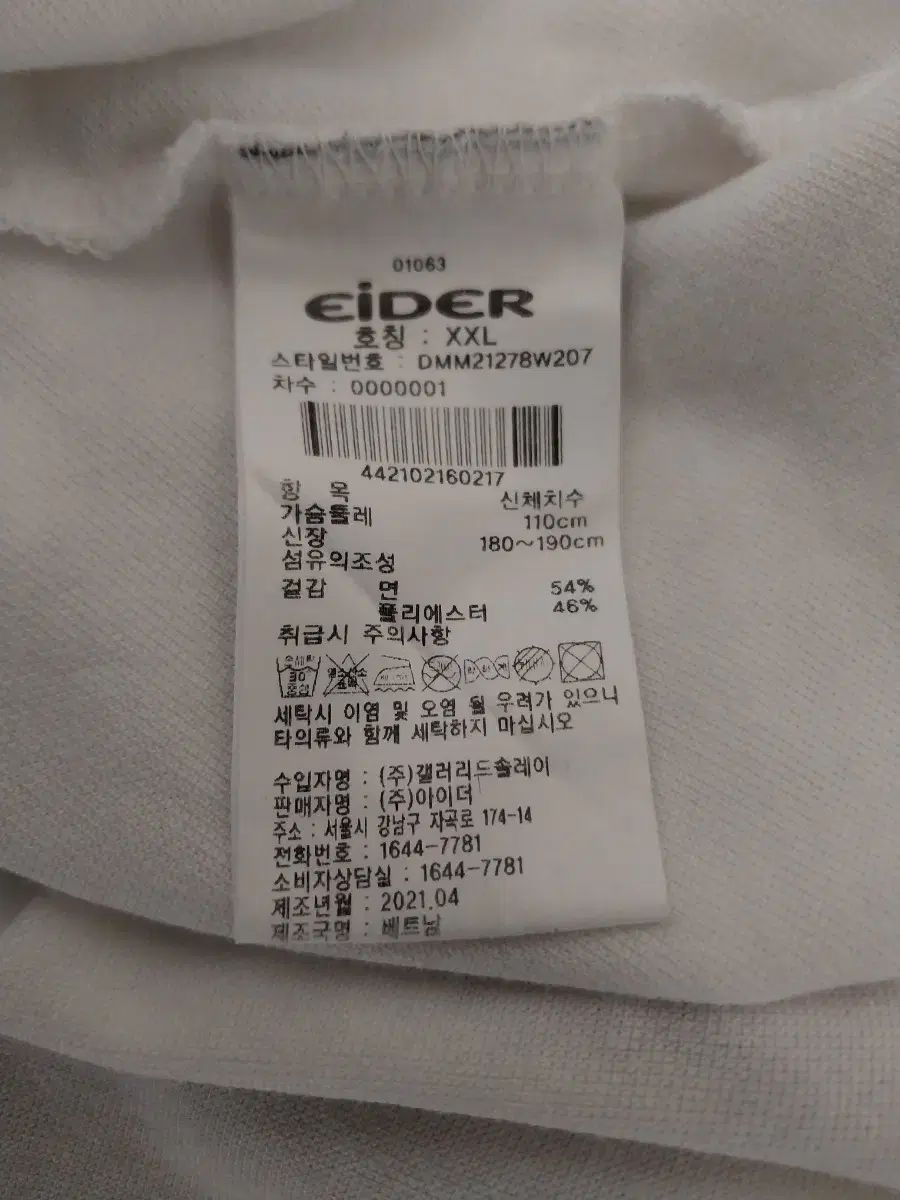 01063
EiDER
호칭 : XXL
스타일번호 : DMM21278W207
차수 : 0000001
442102160217
항 목 신체치수
가슴둘레 110cm
신장 180~190cm
섬유의조성
겉감 면 54%
폴리에스터 46%
취급시 주의사항
세탁시 이염 및 오염 될 우려가 있으니
타의류와 함께 세탁하지 마십시오
수입자명 : (주)갤러리드솔레이
판매자명 : (주)아이더
주소 : 서울시 강남구 자곡로 174-14
전화번호 : 1644-7781
소비자상담실 : 1644-7781
제조년월 : 2021.04
제조국명 : 베트남